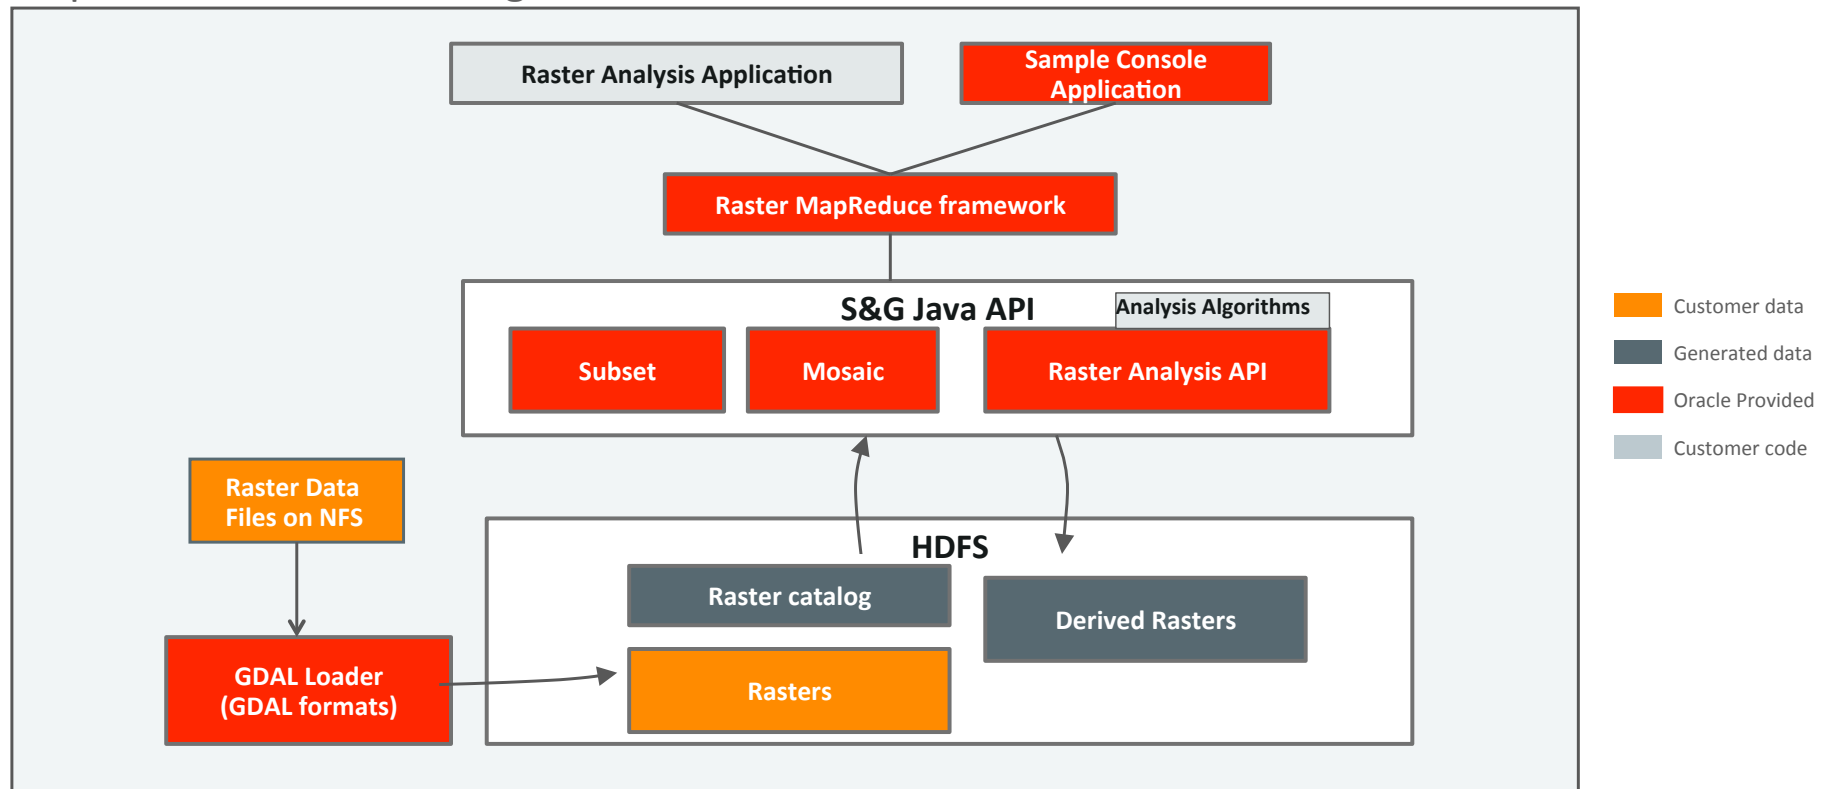 Raster Analysis Application
Sample Console
Application
Raster MapReduce framework
S&G Java API
Analysis Algorithms
Subset
Mosaic
Raster Analysis API
Customer data
Generated data
Oracle Provided
Customer code
Raster Data
Files on NFS
HDFS
Raster catalog
Derived Rasters
GDAL Loader
(GDAL formats)
Rasters